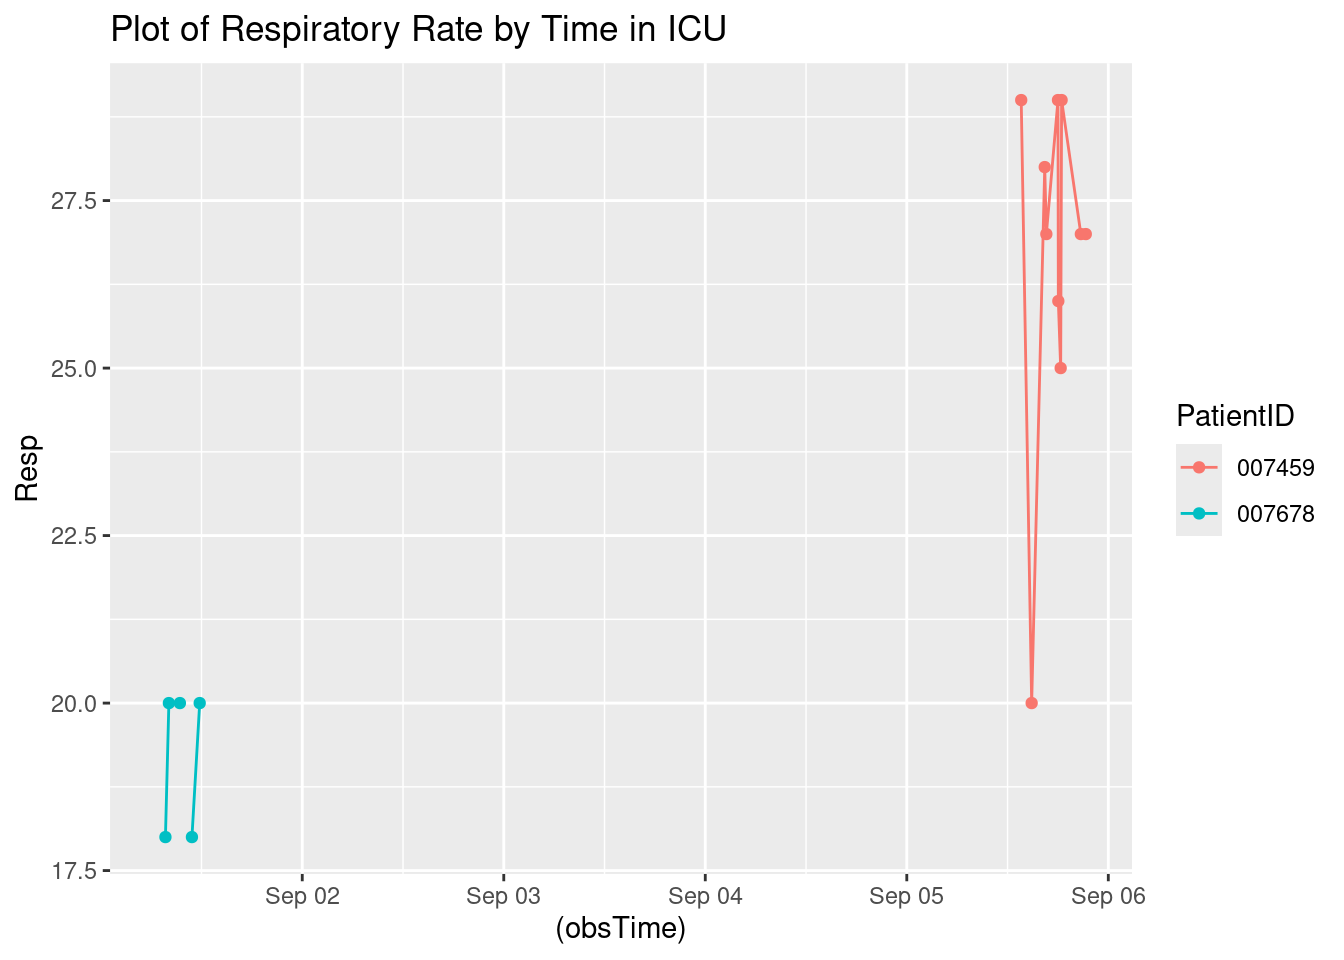 Plot of Respiratory Rate by Time in ICU
27.5
25.0
22.5
20.0
17.5
Resp
Sep 02
Sep 03
Sep 04
Sep 05
Sep 06
(obsTime)
PatientID
007459
007678